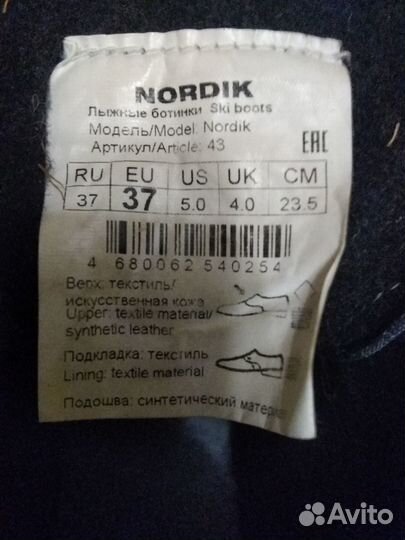 NORDIK
Лыжные ботинки Ski boots
Модель/Model: Nordik
Артикул/Article: 43
EAC
RU EU US UK CM
37 37 5.0 4.0 23.5
4 680062 540254
Верх: текстиль/
искусственная кожа
Upper: textile material/
synthetic leather
Подкладка: текстиль
Lining: textile material
Подошва: синтетический матери
Avito